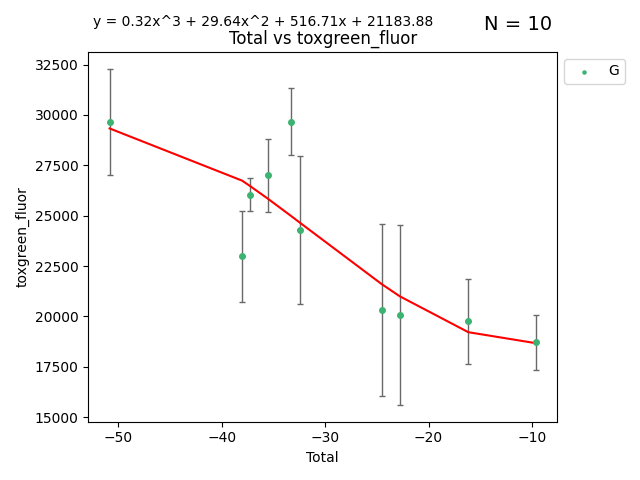 y = 0.32x^3 + 29.64x^2 + 516.71x + 21183.88
N = 10
Total vs toxgreen_fluor
G
32500
30000
27500
25000
22500
20000
17500
15000
toxgreen_fluor
−50
−40
−30
−20
−10
Total